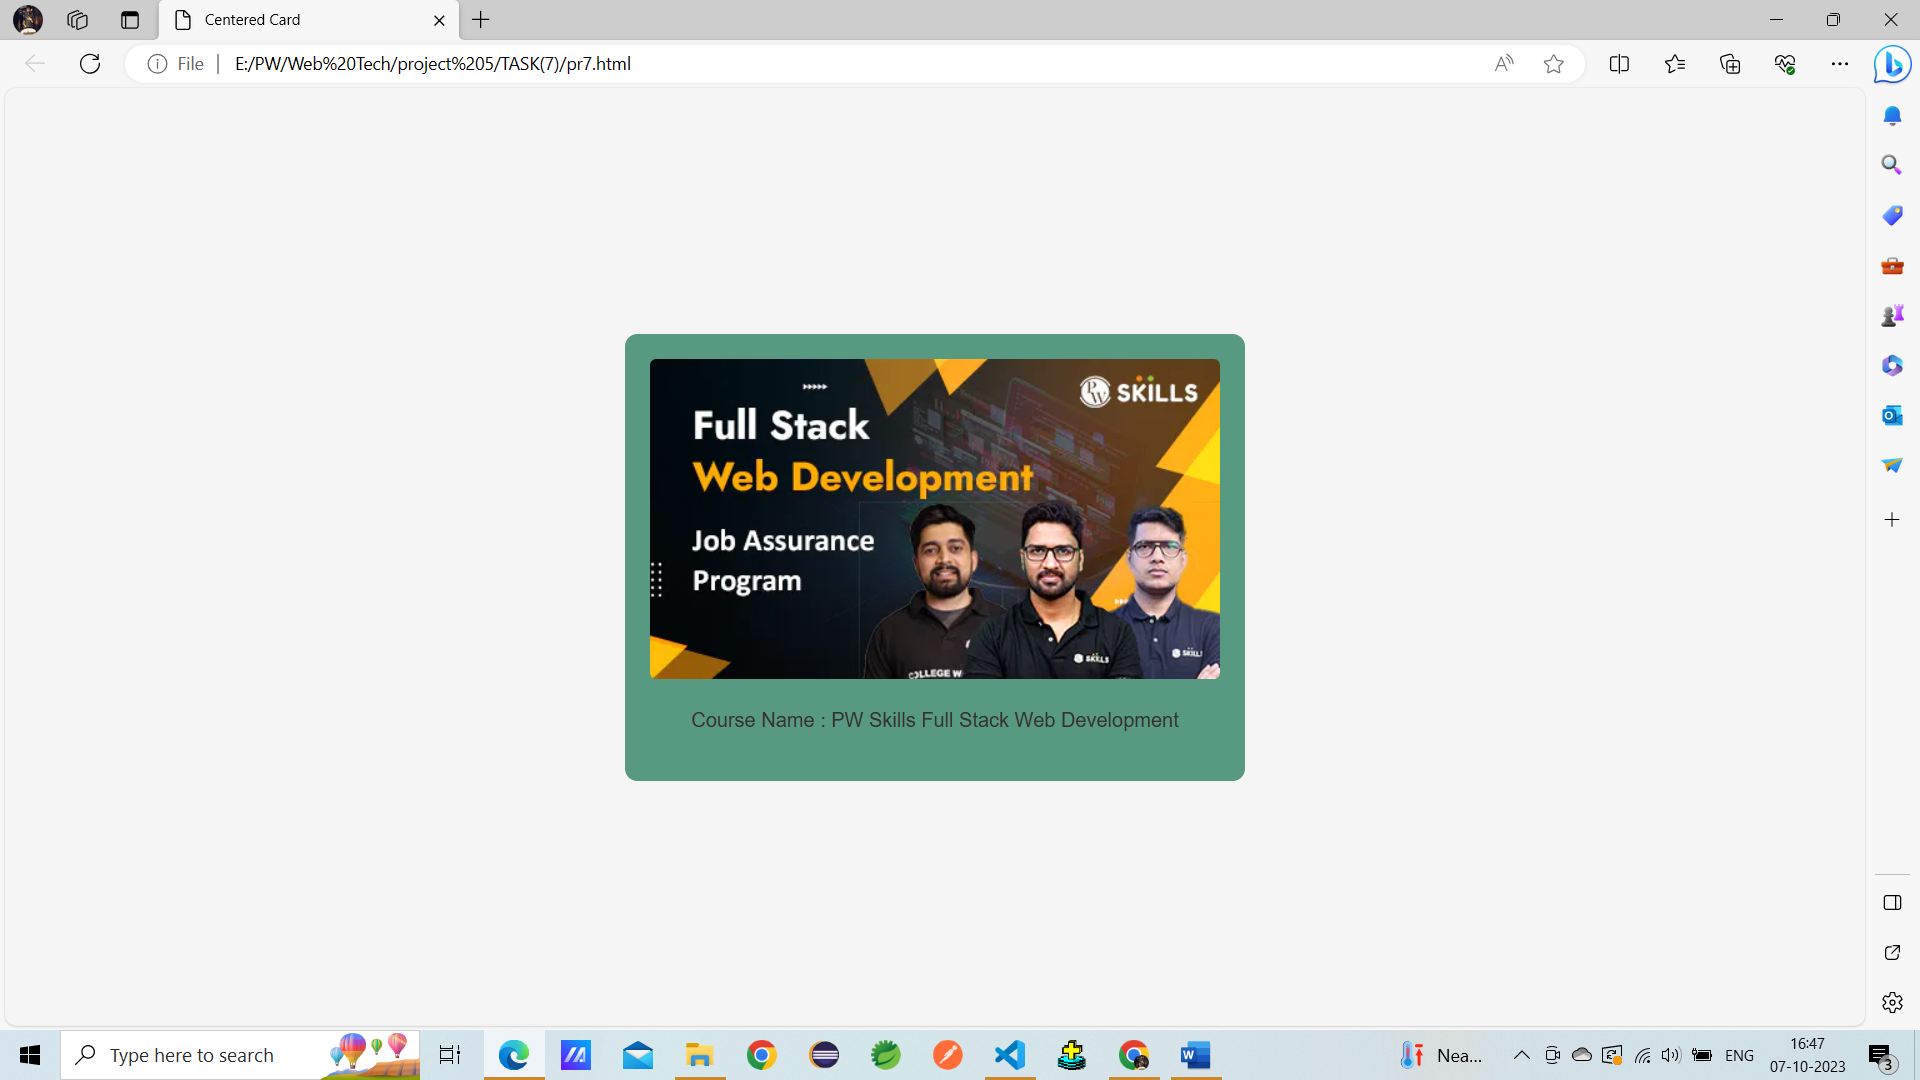 Centered Card
File
E:/PW/Web%20Tech/project%205/TASK(7)/pr7.html
PW SKILLS
Full Stack
Web Development
Job Assurance
Program
COLLEGE W
SKILLS
SKILL
Course Name : PW Skills Full Stack Web Development
Type here to search
Nea...
ENG
16:47
07-10-2023
3